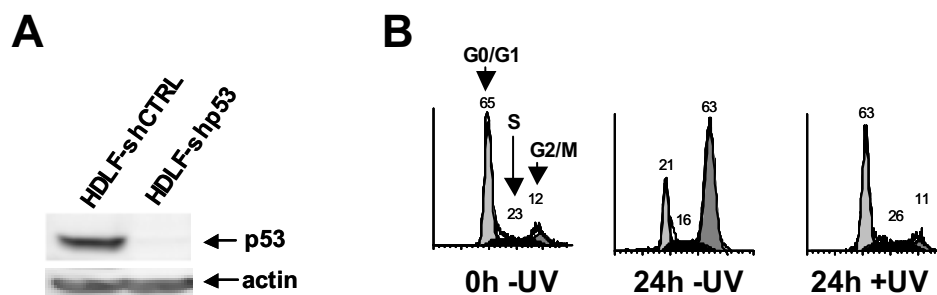 A
HDLF-shCTRL
HDLF-shp53
p53
actin
B
G0/G1
65
S
G2/M
23
12
0h -UV
63
21
16
24h -UV
63
26
11
24h +UV